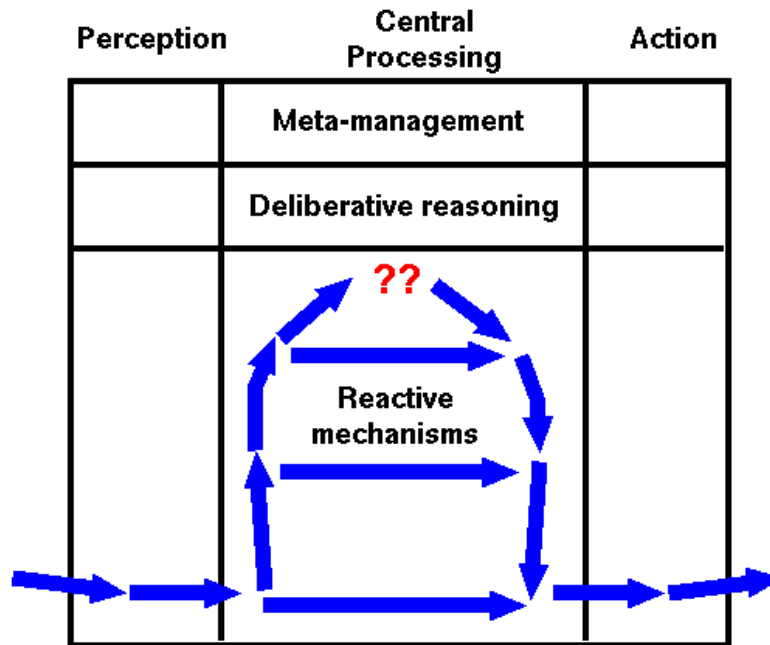 Perception
Central
Processing
Action
Meta-management
Deliberative reasoning
??
Reactive
mechanisms